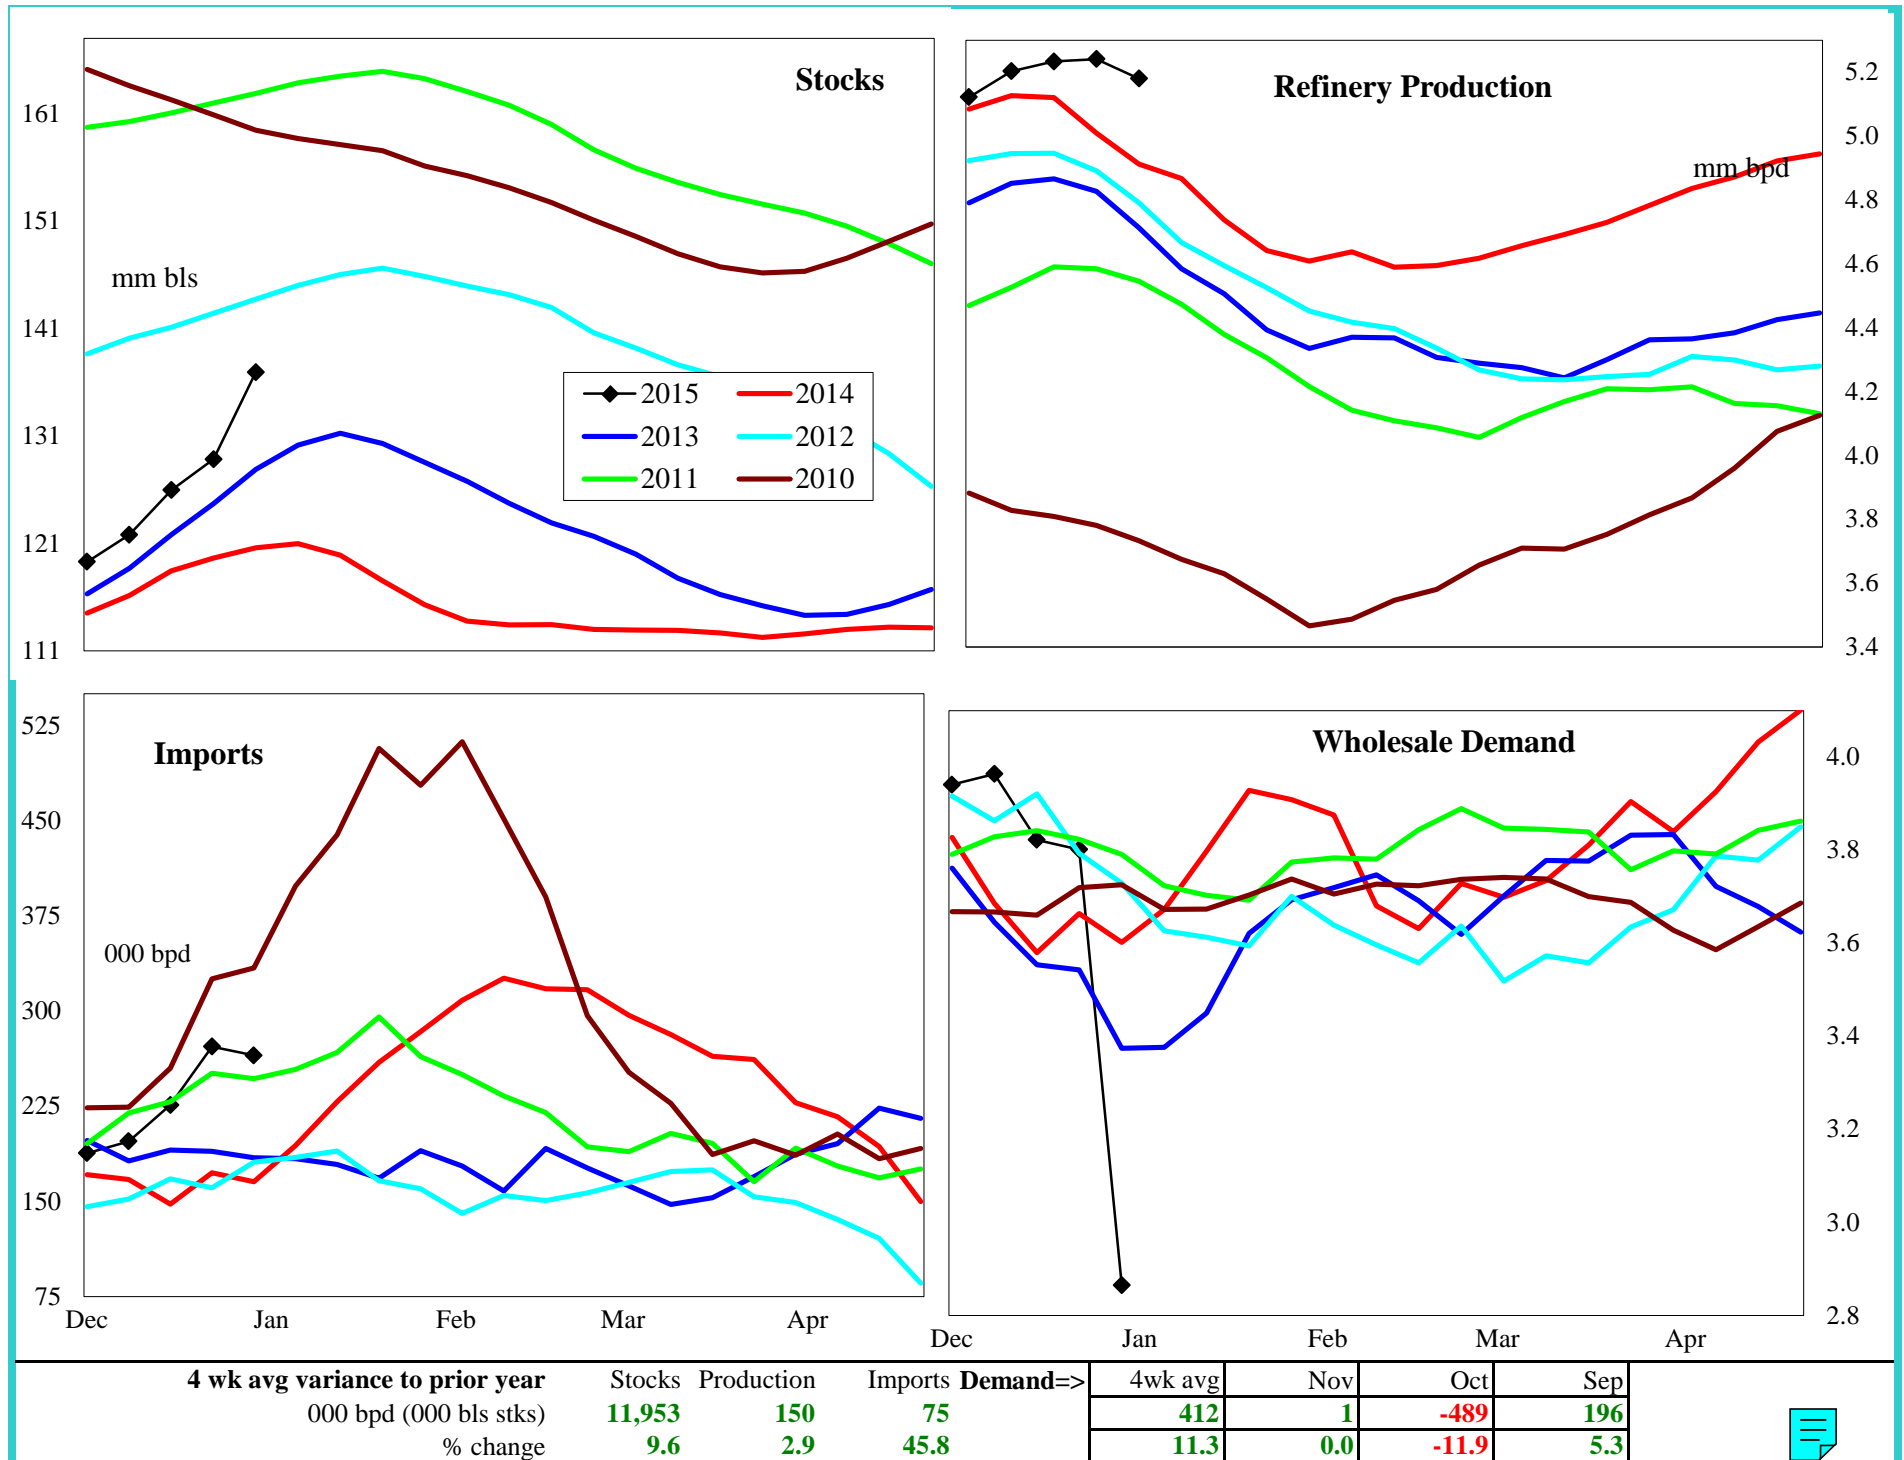 Stocks
161
151
mm bls
141
131
121
111
2015 2014
2013 2012
2011 2010
Refinery Production
mm bpd
5.2
5.0
4.8
4.6
4.4
4.2
4.0
3.8
3.6
3.4
Imports
000 bpd
525
450
375
300
225
150
75
Dec Jan Feb Mar Apr
Wholesale Demand
4.0
3.8
3.6
3.4
3.2
3.0
2.8
Dec Jan Feb Mar Apr
4 wk avg variance to prior year Stocks Production Imports Demand=> 4wk avg Nov Oct Sep
000 bpd (000 bls stks) 11,953 150 75 412 1 -489 196
% change 9.6 2.9 45.8 11.3 0.0 -11.9 5.3